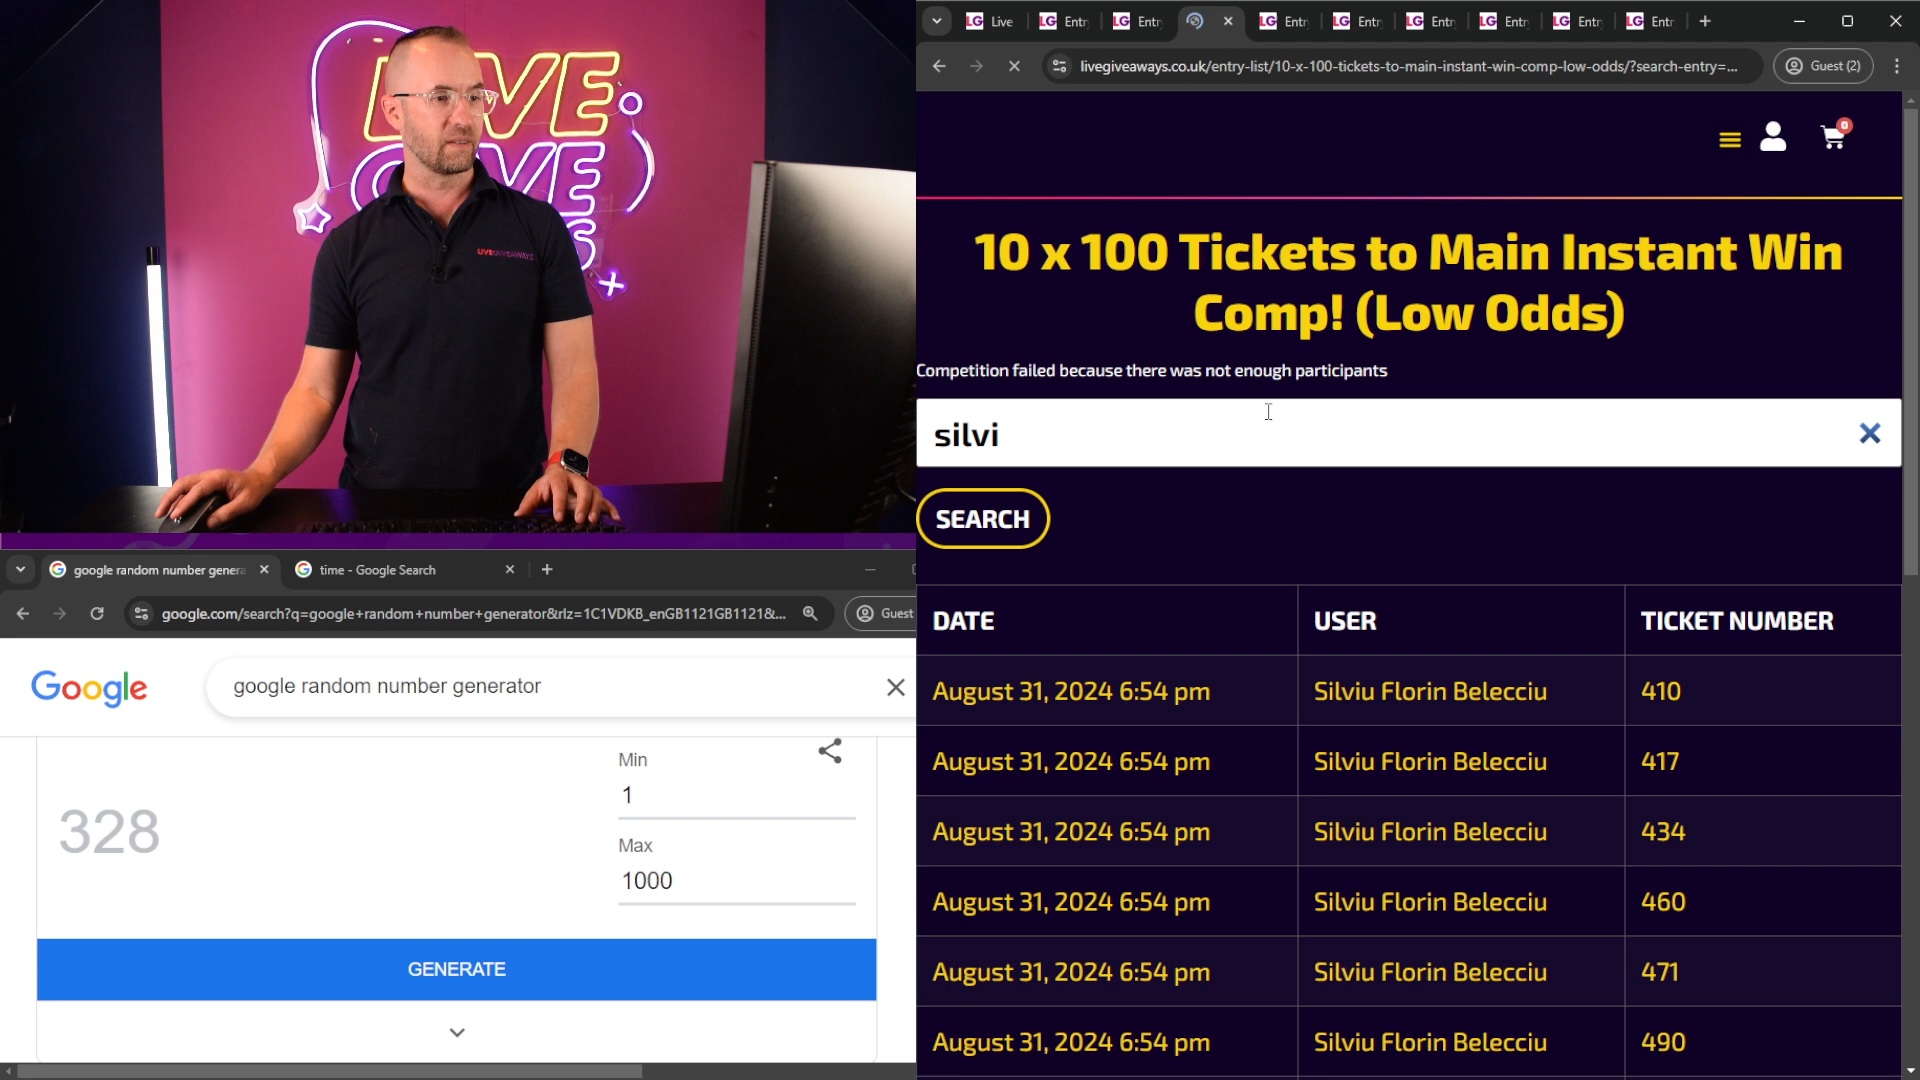 LIVE
GIVE
S
LIVEGIVEAWAYS
LG Live
LG Entr
LG Entr
LG Entr
LG Entr
LG Entr
LG Entr
LG Entr
LG Entr
livegiveaways.co.uk/entry-list/10-x-100-tickets-to-main-instant-win-comp-low-odds/?search-entry=...
Guest (2)
0
10 x 100 Tickets to Main Instant Win
Comp! (Low Odds)
Competition failed because there was not enough participants
silvi
SEARCH
DATE USER TICKET NUMBER
August 31, 2024 6:54 pm Silviu Florin Belecciu 410
August 31, 2024 6:54 pm Silviu Florin Belecciu 417
August 31, 2024 6:54 pm Silviu Florin Belecciu 434
August 31, 2024 6:54 pm Silviu Florin Belecciu 460
August 31, 2024 6:54 pm Silviu Florin Belecciu 471
August 31, 2024 6:54 pm Silviu Florin Belecciu 490
google random number genera
time - Google Search
google.com/search?q=google+random+number+generator&rlz=1C1VDKB_enGB1121GB1121&...
Guest
Google
google random number generator
328
Min
1
Max
1000
GENERATE